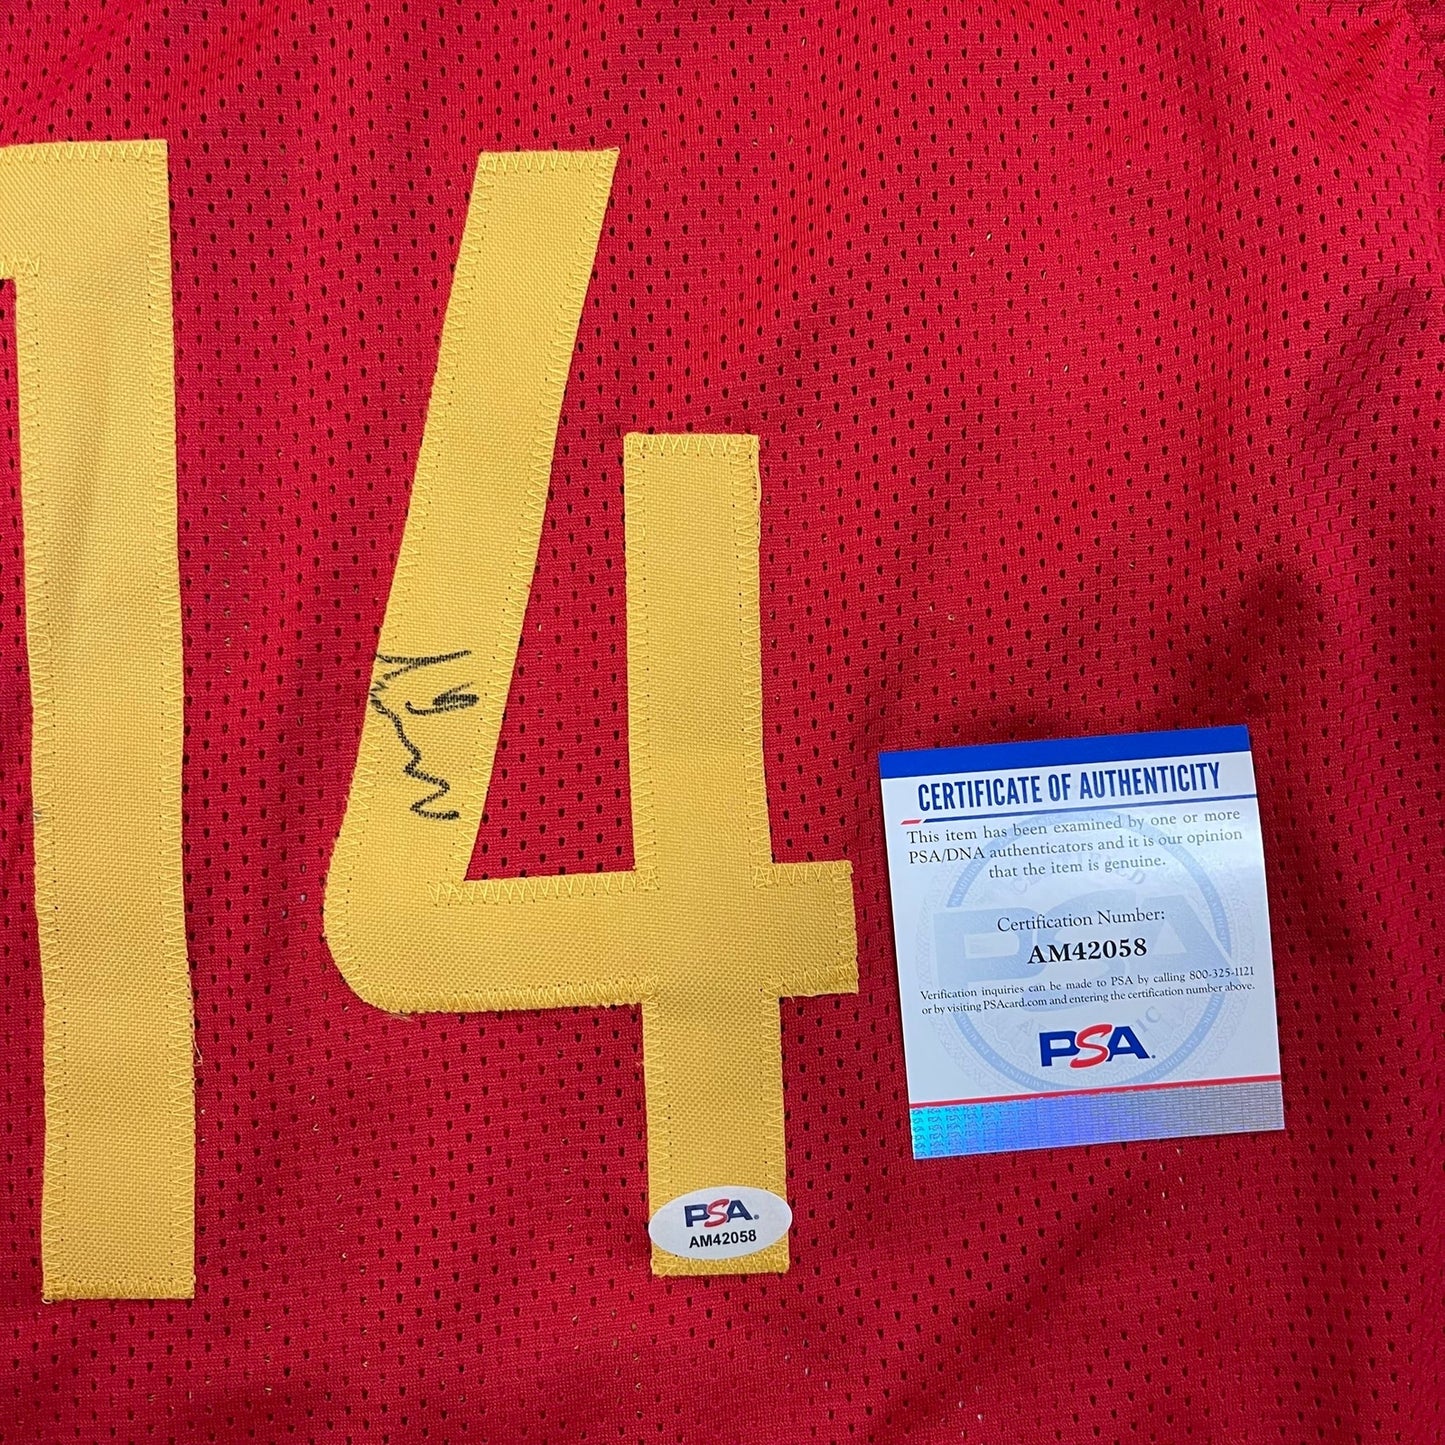 14
CERTIFICATE OF AUTHENTICITY
This item has been examined by one or more
PSA/DNA authenticators and it is our opinion
that the item is genuine.
Certification Number:
AM42058
Verification inquiries can be made to PSA by calling 800-325-1121
or by visiting PSAcard.com and entering the certification number above.
PSA
PSA
AM42058